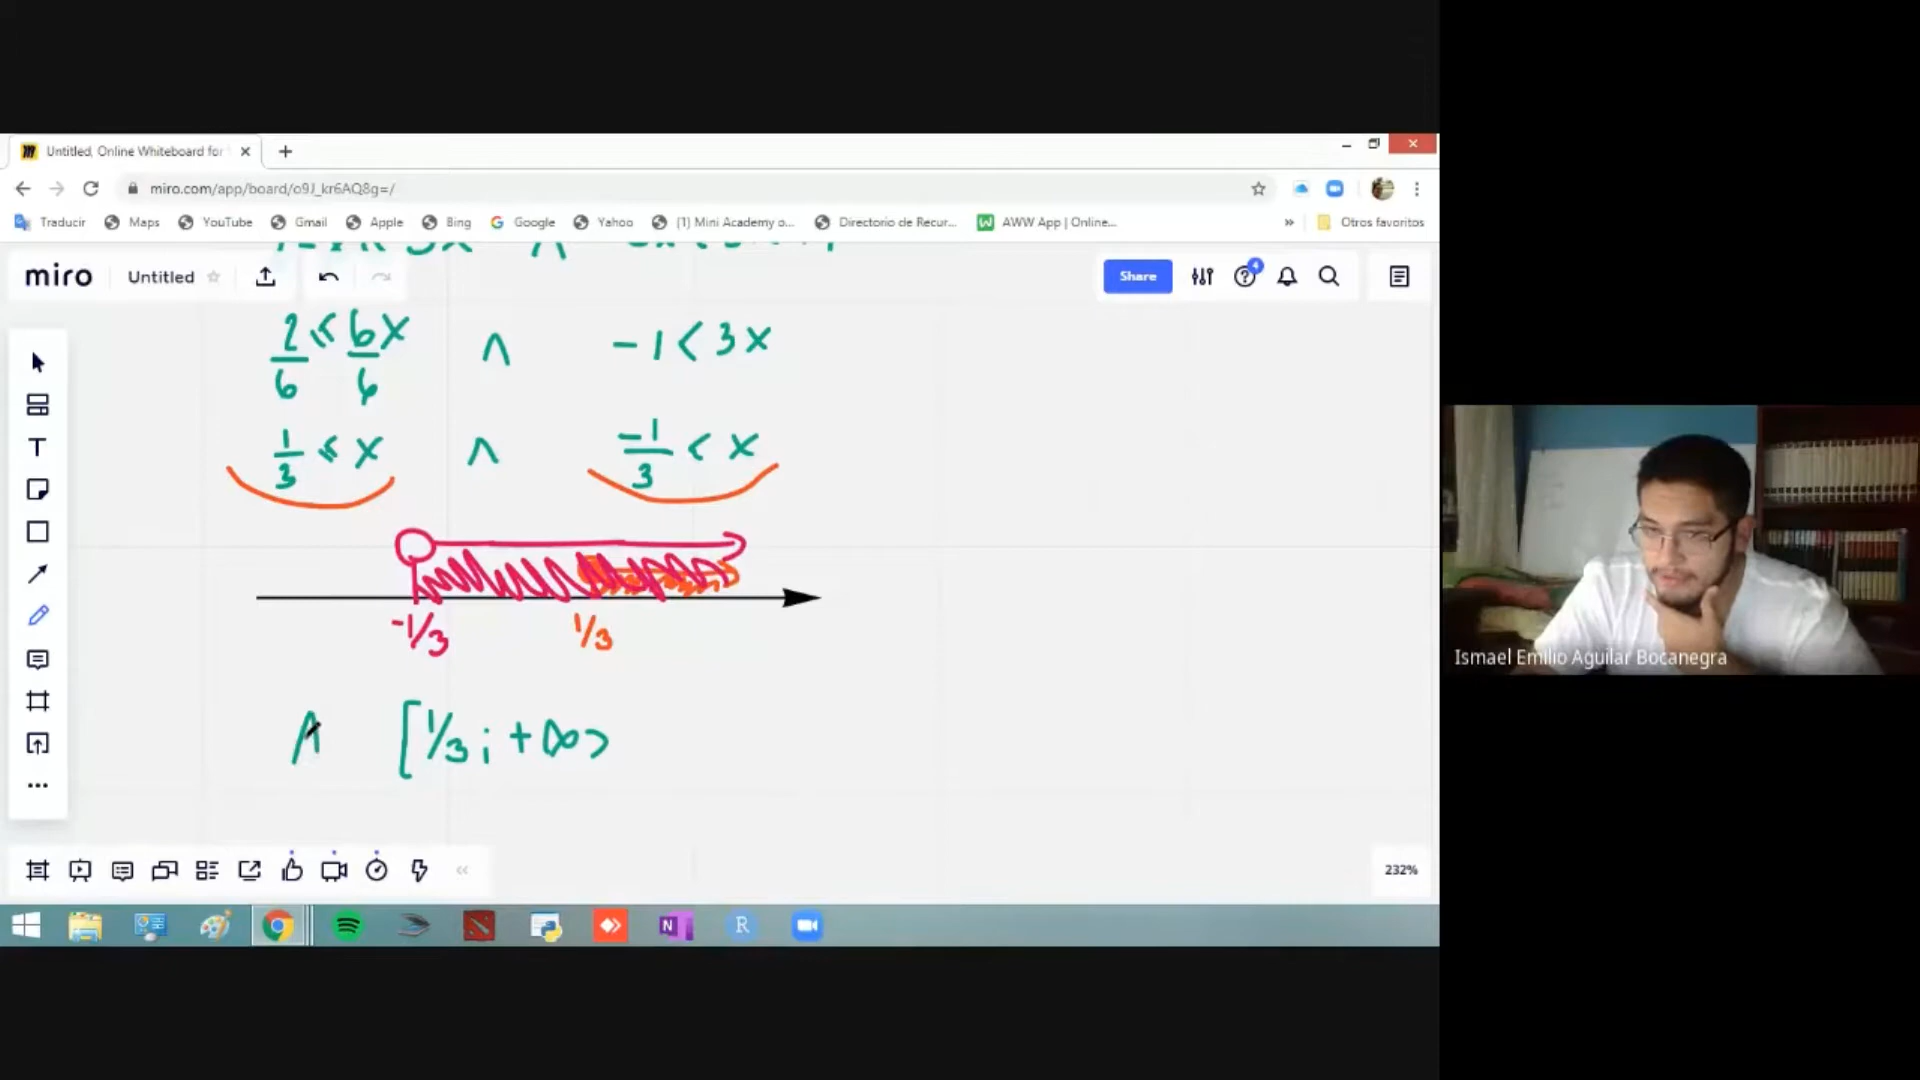 Untitled, Online Whiteboard for
miro.com/app/board/o9J_kr6AQ8g=/
Traducir Maps YouTube Gmail Apple Bing Google Yahoo (1) Mini Academy o... Directorio de Recur... AWW App | Online... » Otros favoritos
miro Untitled Share 4
2/6 ≤ 6x/6 ∧ -1 < 3x
1/3 ≤ x ∧ -1/3 < x
-1/3 1/3
A [1/3; +∞>
232%
Ismael Emilio Aguilar Bocanegra